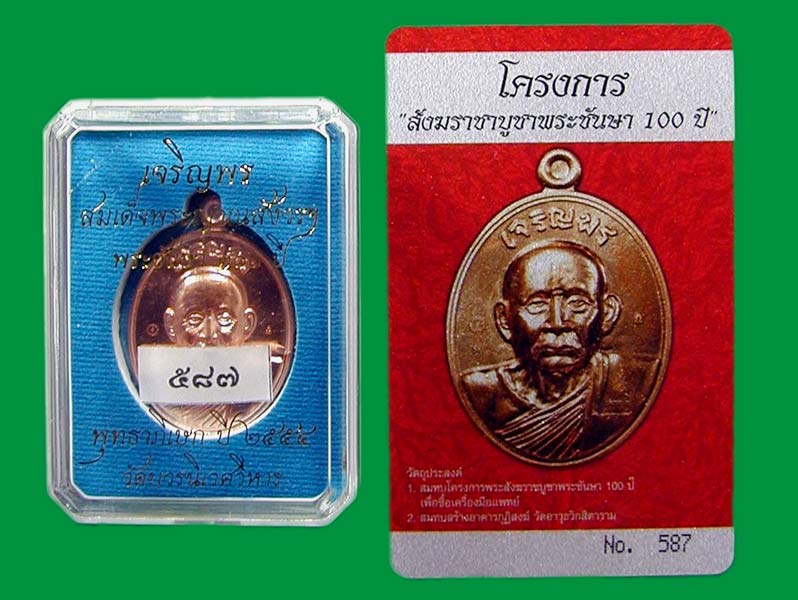 เจริญพร
สมเด็จพระ
๕๘๗
พุทธาภิเษก ปี ๒๕๕๔
วัดบวรนิเวศวิหาร
โครงการ
"สังฆราชาบูชาพระชันษา 100 ปี"
เจริญพร
วัตถุประสงค์
1. สมทบโครงการพระสังฆราชบูชาพระชันษา 100 ปี
เพื่อซื้อเครื่องมือแพทย์
2. สมทบสร้างอาคารกุฏิสงฆ์ วัดอาวุธวิกสิตาราม
No. 587